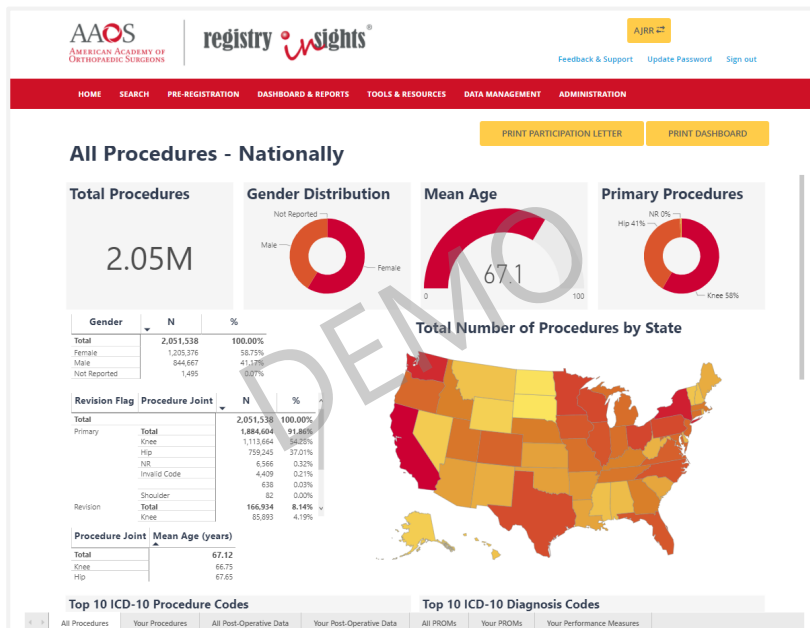 AAOS
AMERICAN ACADEMY OF
ORTHOPAEDIC SURGEONS
registry insights®
AJRR
Feedback & Support Update Password Sign out
HOME SEARCH PRE-REGISTRATION DASHBOARD & REPORTS TOOLS & RESOURCES DATA MANAGEMENT ADMINISTRATION
PRINT PARTICIPATION LETTER PRINT DASHBOARD
All Procedures - Nationally
Total Procedures
2.05M
Gender Distribution
Not Reported
Male
Female
Mean Age
67.1
0 100
Primary Procedures
NR 0%
Hip 41%
Knee 58%
DEMO
Gender N %
Total 2,051,538 100.00%
Female 1,205,376 58.75%
Male 844,667 41.17%
Not Reported 1,495 0.07%
Total Number of Procedures by State
Revision Flag Procedure Joint N %
Total 2,051,538 100.00%
Primary Total 1,884,604 91.86%
Knee 1,113,664 54.28%
Hip 759,245 37.01%
NR 6,566 0.32%
Invalid Code 4,409 0.21%
638 0.03%
Shoulder 82 0.00%
Revision Total 166,934 8.14%
Knee 85,893 4.19%
Procedure Joint Mean Age (years)
Total 67.12
Knee 66.75
Hip 67.65
Top 10 ICD-10 Procedure Codes Top 10 ICD-10 Diagnosis Codes
All Procedures Your Procedures All Post-Operative Data Your Post-Operative Data All PROMs Your PROMs Your Performance Measures